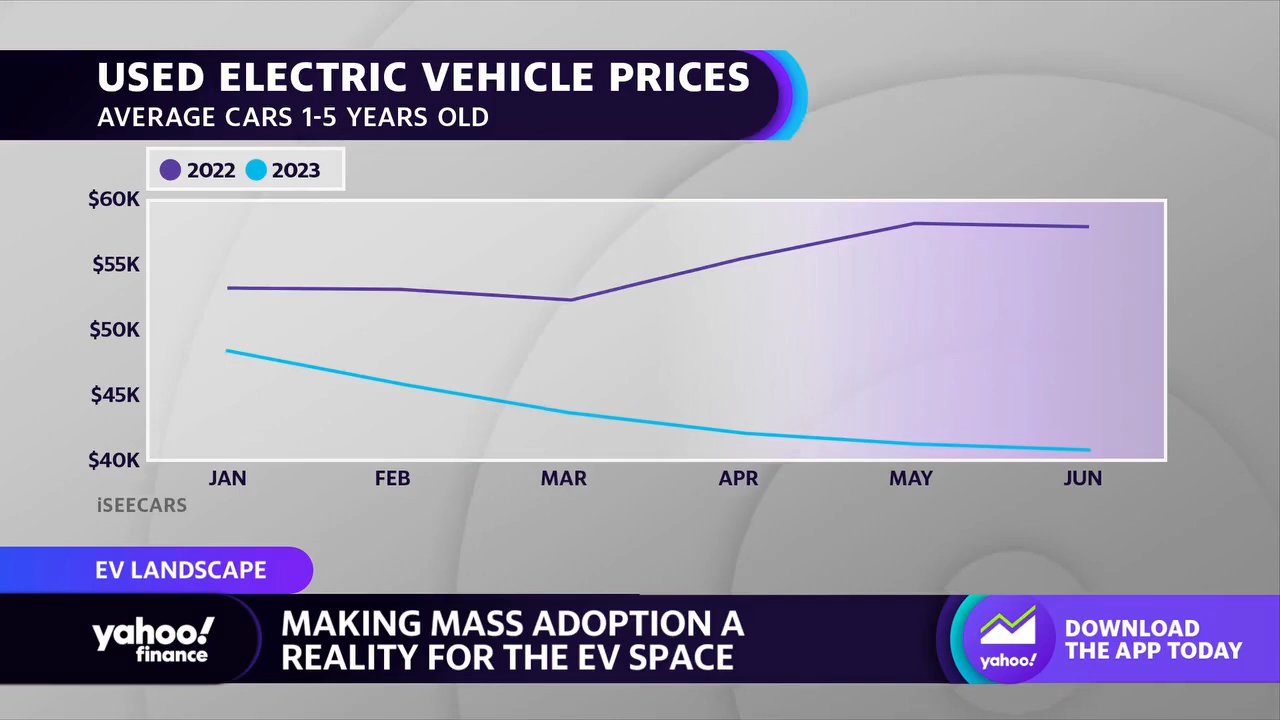 USED ELECTRIC VEHICLE PRICES
AVERAGE CARS 1-5 YEARS OLD
2022 2023
$60K
$55K
$50K
$45K
$40K
JAN FEB MAR APR MAY JUN
iSEECARS
EV LANDSCAPE
yahoo!
finance
MAKING MASS ADOPTION A
REALITY FOR THE EV SPACE
yahoo!
DOWNLOAD
THE APP TODAY